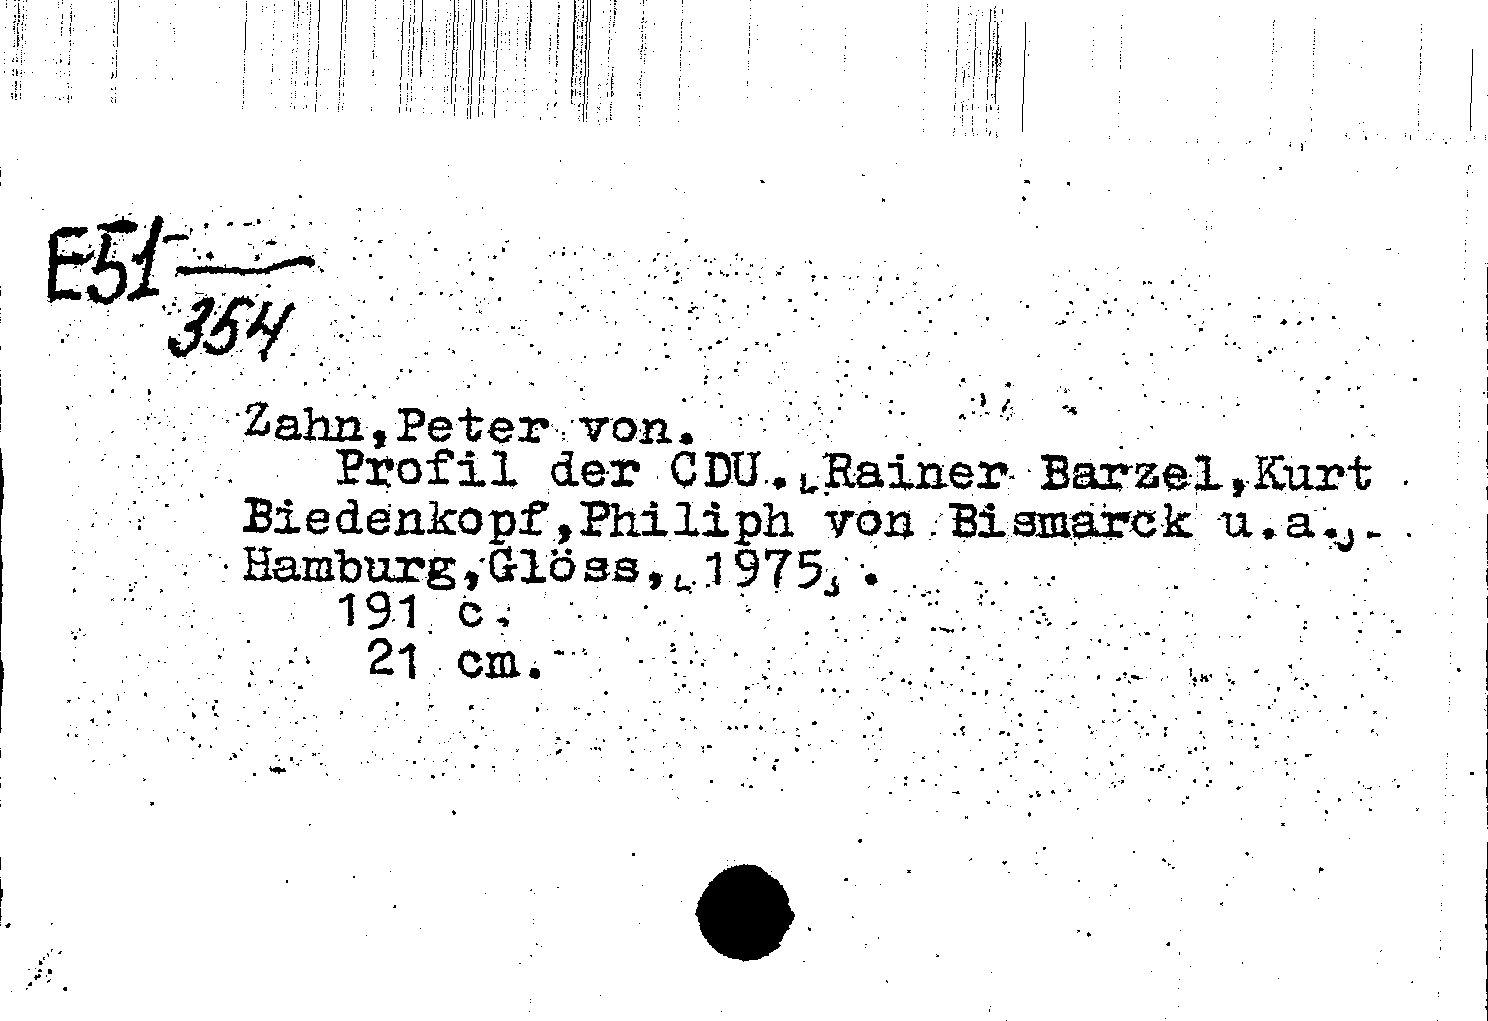 E51-
354
Zahn,Peter von.
Profil der CDU.[Rainer Barzel,Kurt
Biedenkopf,Philiph von Bismarck u.a.].-
Hamburg,Glöss,[1975].
191 c.
21 cm.